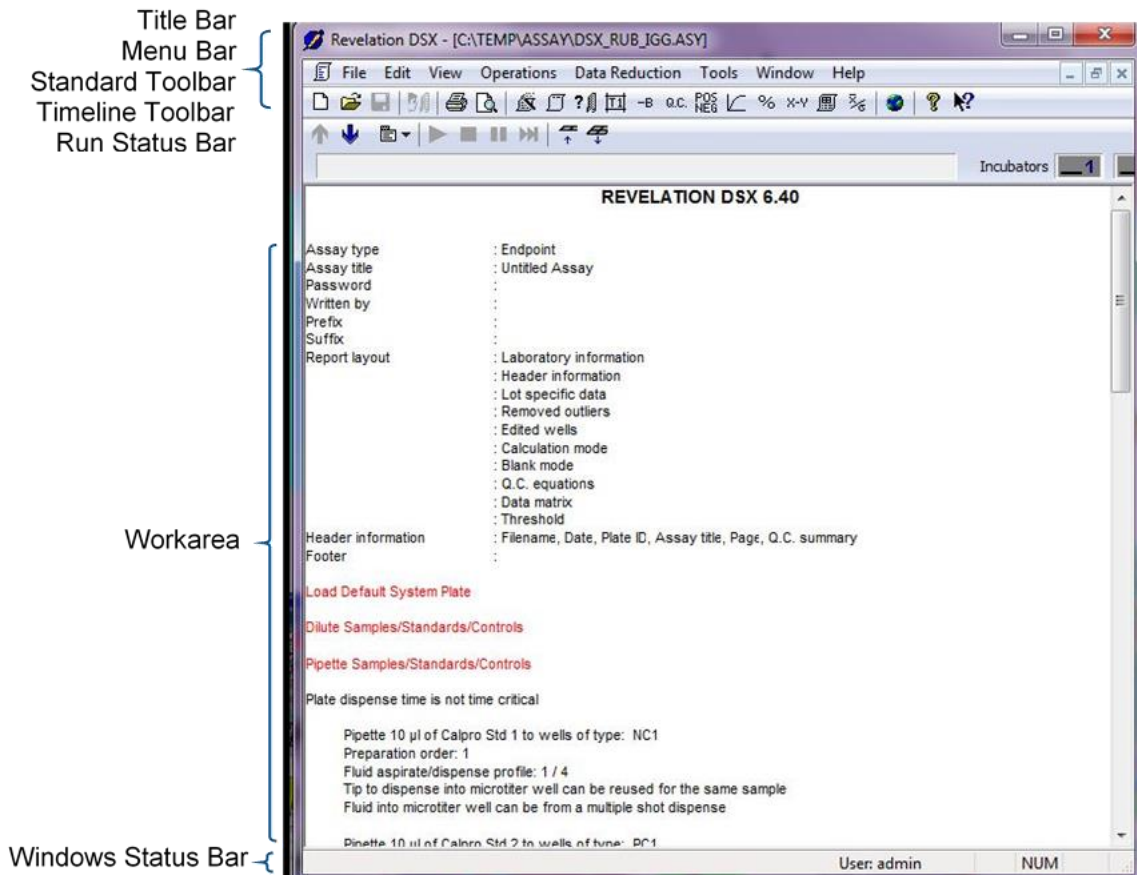 Title Bar
Menu Bar
Standard Toolbar
Timeline Toolbar
Run Status Bar
Revelation DSX - [C:\TEMP\ASSAY\DSX_RUB_IGG.ASY]
File Edit View Operations Data Reduction Tools Window Help
-B Q.C. POS NEG % X-Y
Incubators 1
REVELATION DSX 6.40
Workarea
Assay type : Endpoint
Assay title : Untitled Assay
Password :
Written by :
Prefix :
Suffix :
Report layout : Laboratory information
: Header information
: Lot specific data
: Removed outliers
: Edited wells
: Calculation mode
: Blank mode
: Q.C. equations
: Data matrix
: Threshold
Header information : Filename, Date, Plate ID, Assay title, Page, Q.C. summary
Footer :
Load Default System Plate
Dilute Samples/Standards/Controls
Pipette Samples/Standards/Controls
Plate dispense time is not time critical
Pipette 10 µl of Calpro Std 1 to wells of type: NC1
Preparation order: 1
Fluid aspirate/dispense profile: 1 / 4
Tip to dispense into microtiter well can be reused for the same sample
Fluid into microtiter well can be from a multiple shot dispense
Pipette 10 µl of Calpro Std 2 to wells of type: PC1
Windows Status Bar
User: admin NUM